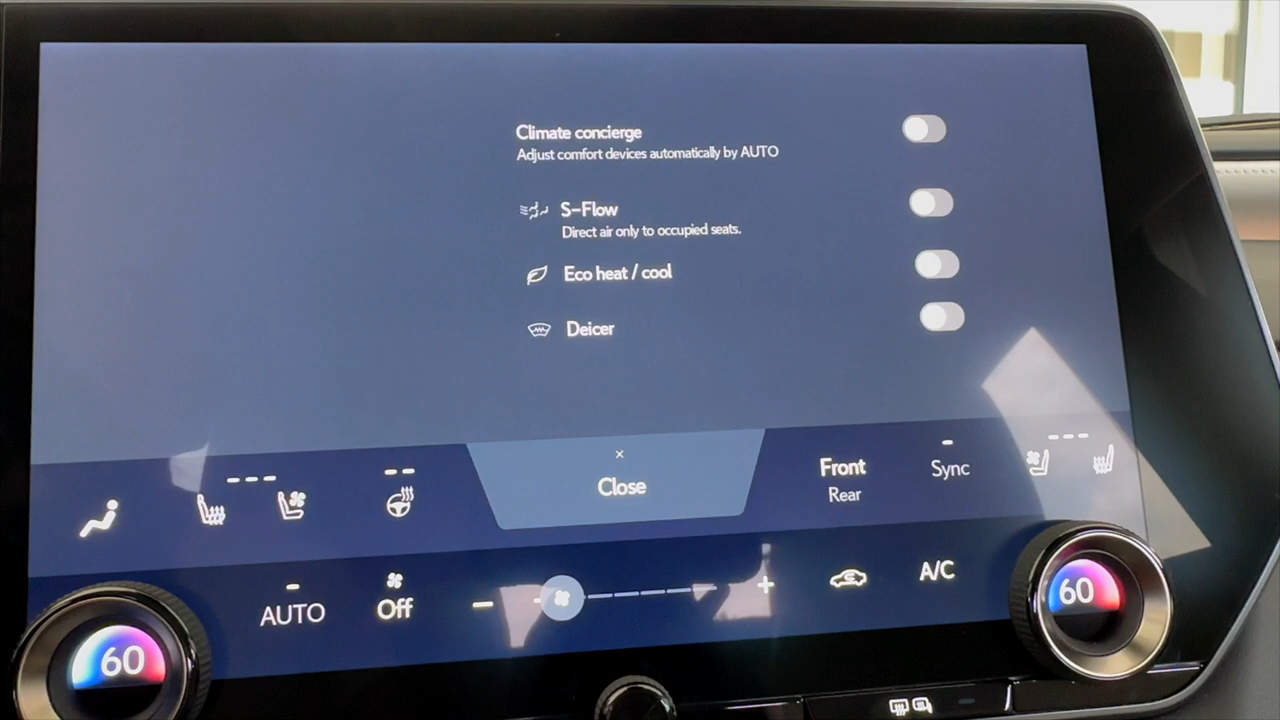 Climate concierge
Adjust comfort devices automatically by AUTO
S-Flow
Direct air only to occupied seats.
Eco heat / cool
Deicer
Close
Front
Rear
Sync
AUTO
Off
A/C
60
60